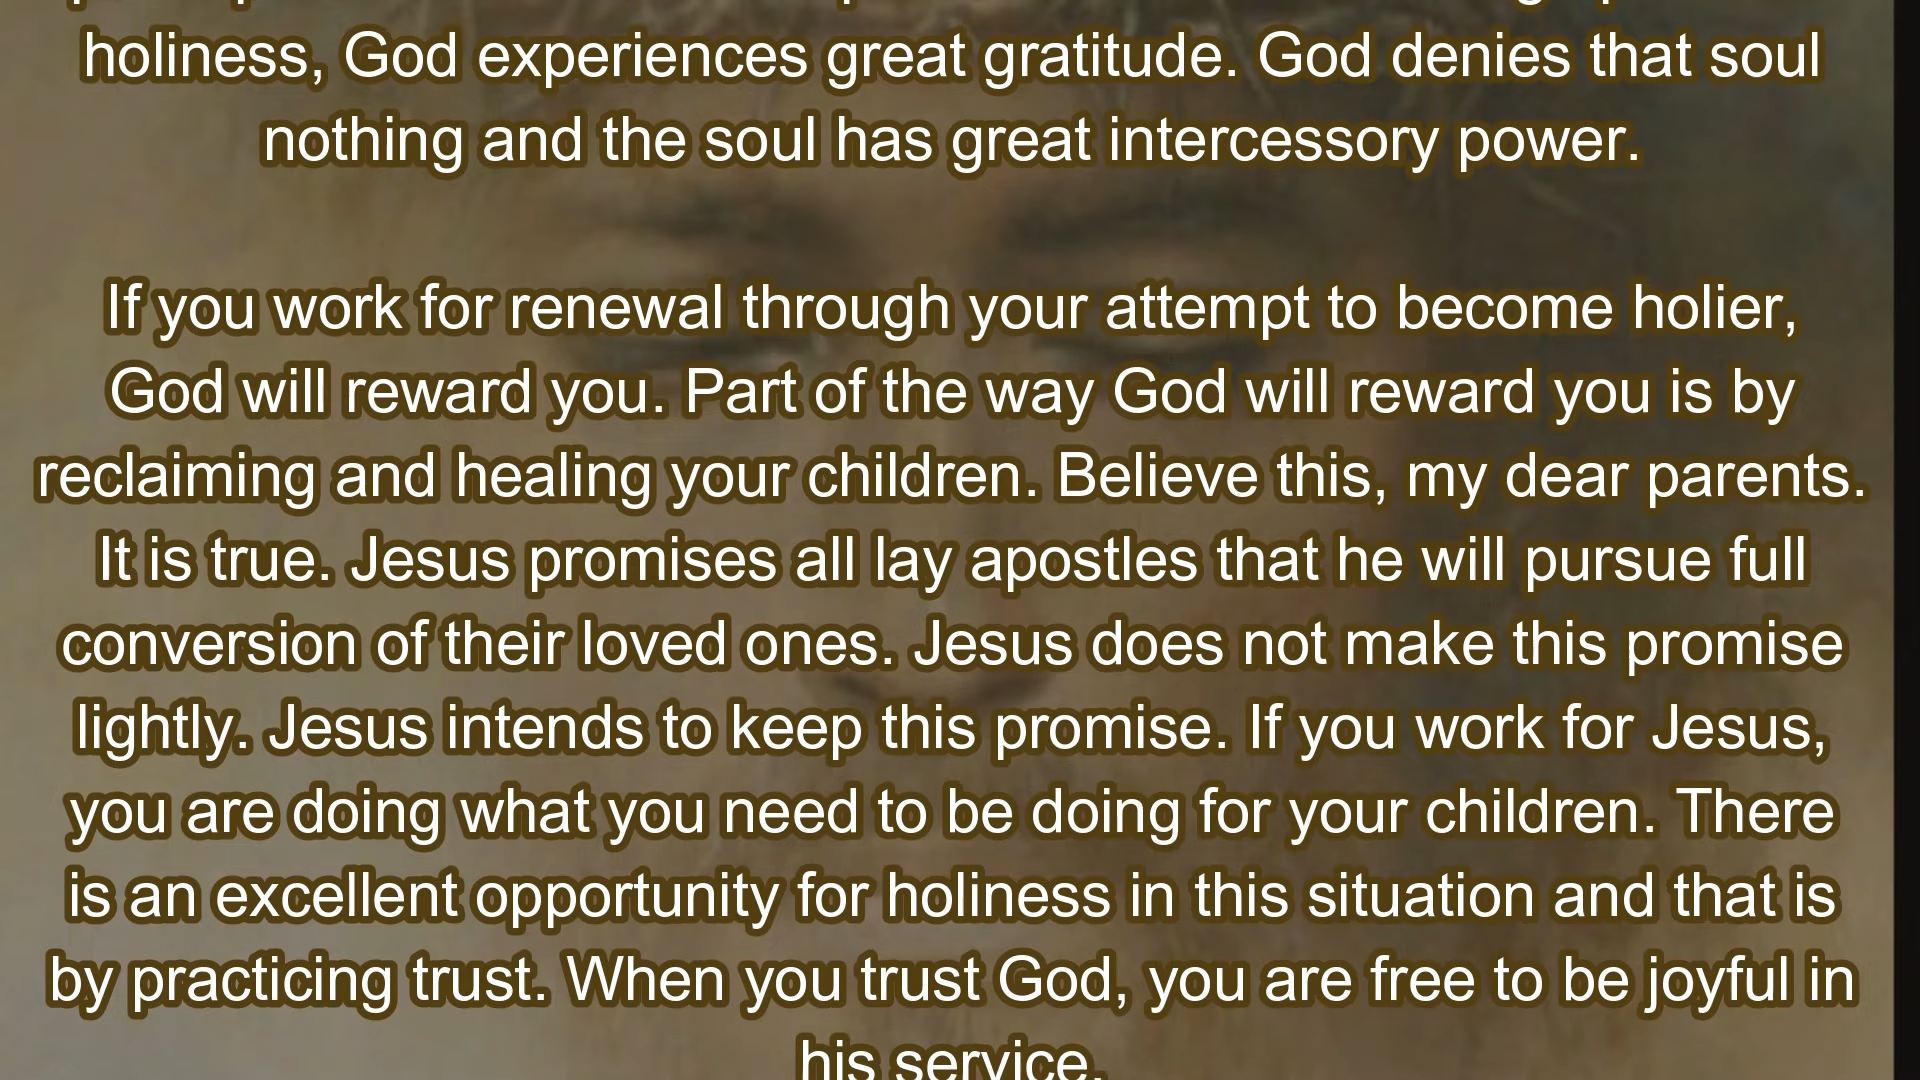 holiness, God experiences great gratitude. God denies that soul
nothing and the soul has great intercessory power.
If you work for renewal through your attempt to become holier,
God will reward you. Part of the way God will reward you is by
reclaiming and healing your children. Believe this, my dear parents.
It is true. Jesus promises all lay apostles that he will pursue full
conversion of their loved ones. Jesus does not make this promise
lightly. Jesus intends to keep this promise. If you work for Jesus,
you are doing what you need to be doing for your children. There
is an excellent opportunity for holiness in this situation and that is
by practicing trust. When you trust God, you are free to be joyful in
his service.